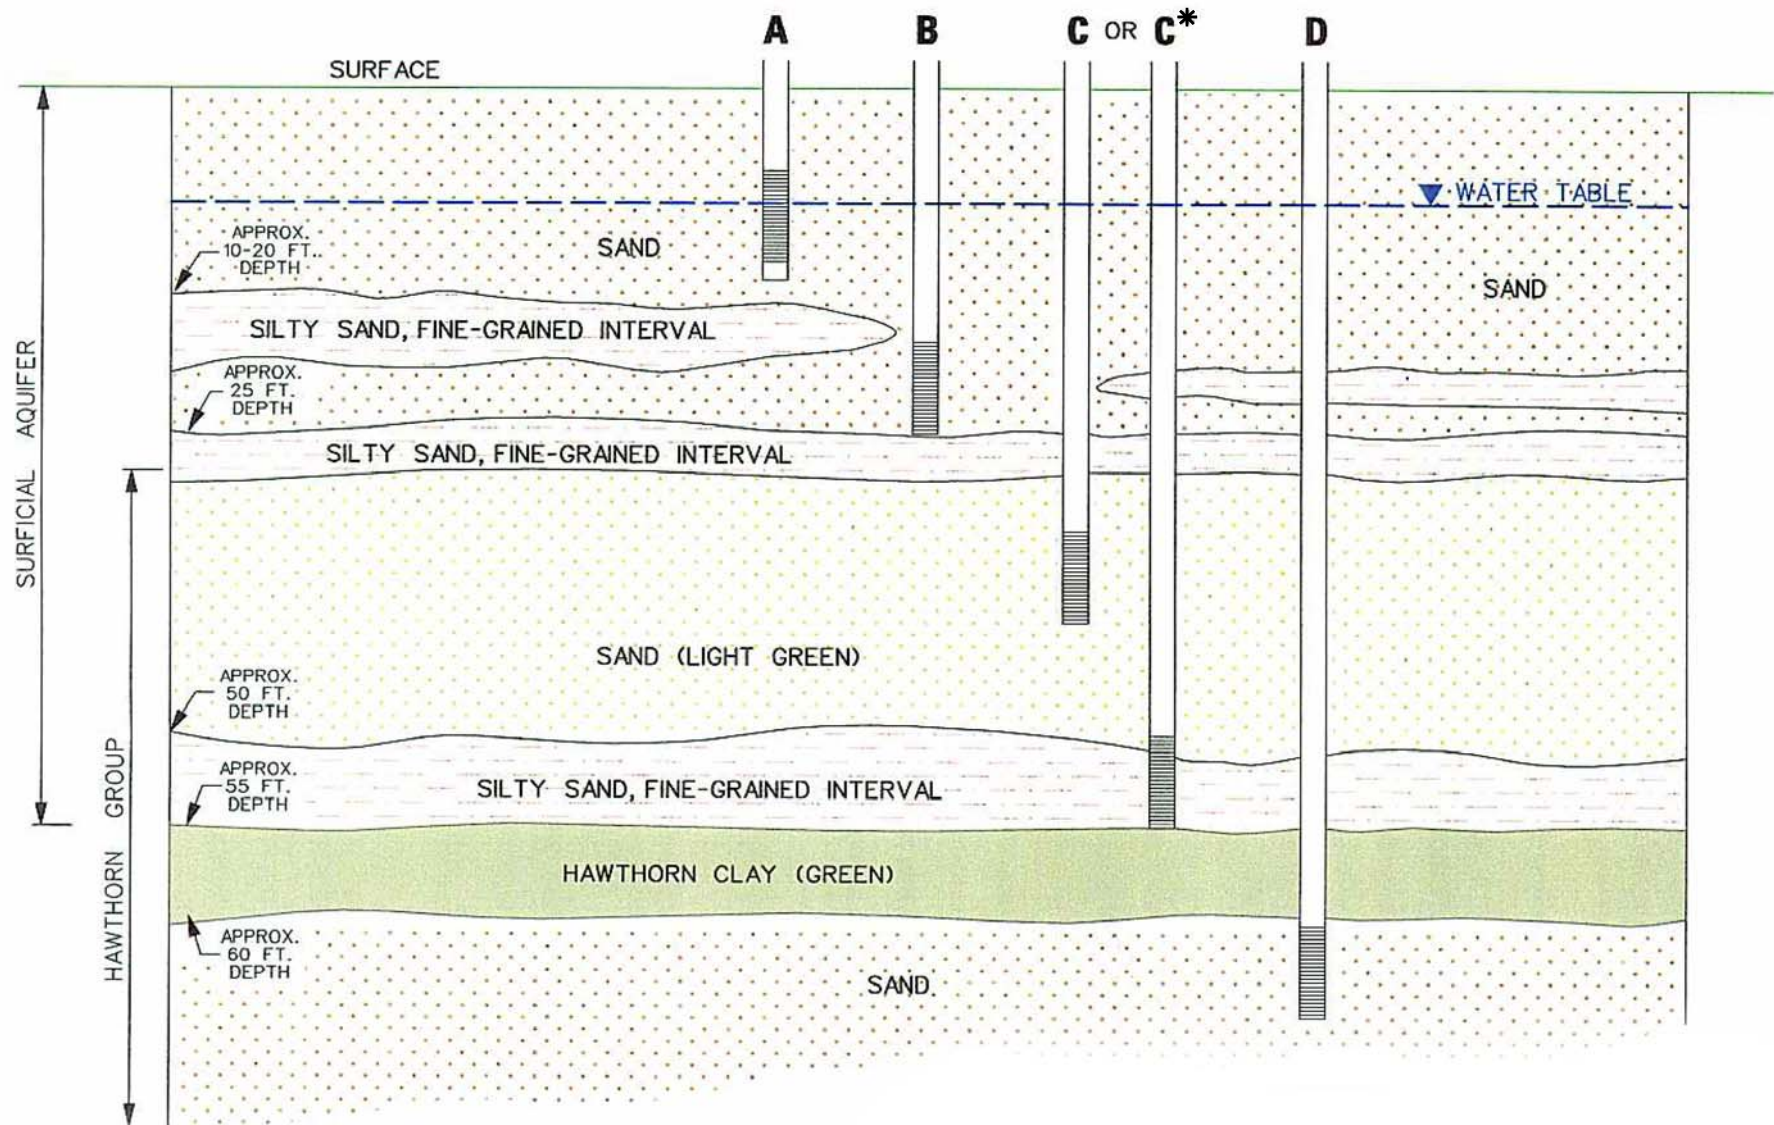 A B C OR C*  D
SURFACE
WATER TABLE
APPROX.
10-20 FT.
DEPTH
SAND
SAND
SILTY SAND, FINE-GRAINED INTERVAL
APPROX.
25 FT.
DEPTH
SILTY SAND, FINE-GRAINED INTERVAL
SURFICIAL AQUIFER
SAND (LIGHT GREEN)
APPROX.
50 FT.
DEPTH
APPROX.
55 FT.
DEPTH
SILTY SAND, FINE-GRAINED INTERVAL
HAWTHORN GROUP
HAWTHORN CLAY (GREEN)
APPROX.
60 FT.
DEPTH
SAND